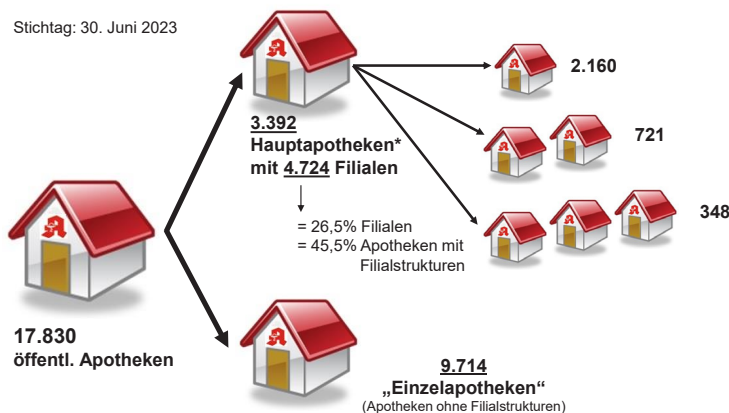 Stichtag: 30. Juni 2023
3.392
Hauptapotheken*
mit 4.724 Filialen
= 26,5% Filialen
= 45,5% Apotheken mit
Filialstrukturen
2.160
721
348
17.830
öffentl. Apotheken
9.714
„Einzelapotheken“
(Apotheken ohne Filialstrukturen)